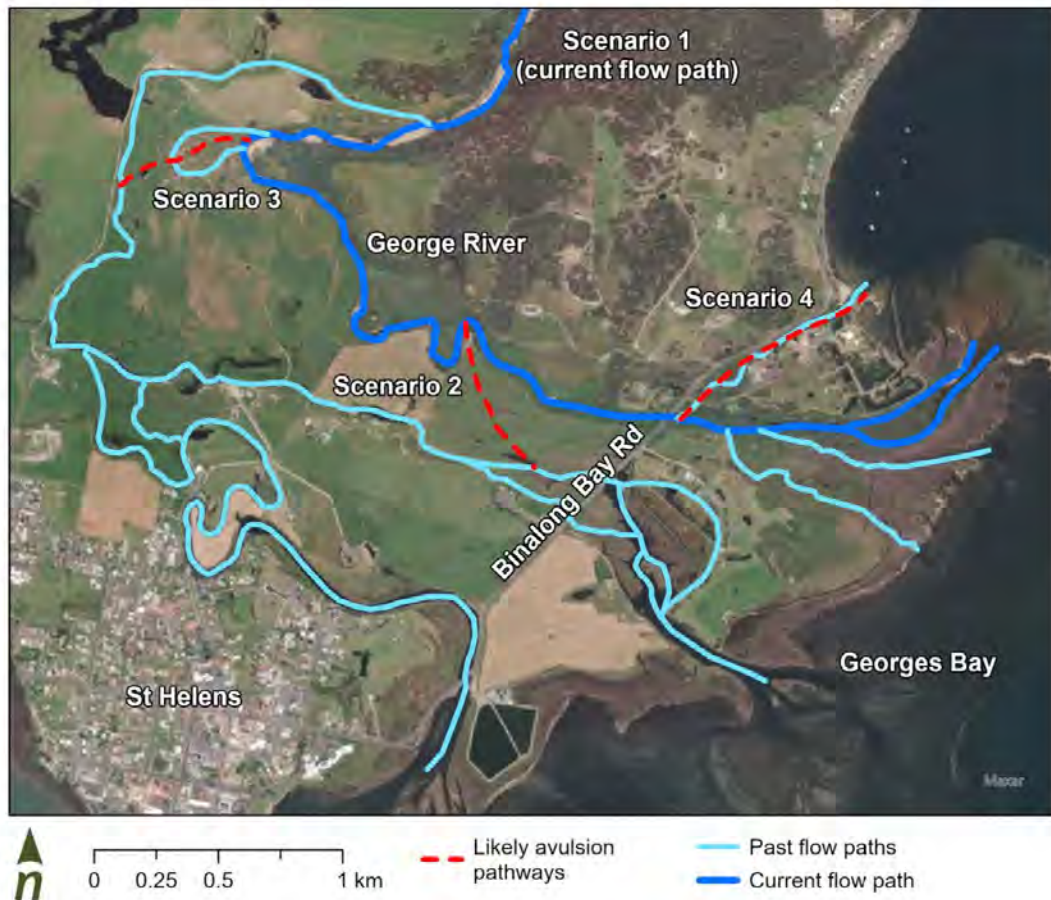 Scenario 1
(current flow path)
Scenario 3
George River
Scenario 4
Scenario 2
Binalong Bay Rd
Georges Bay
St Helens
Maxar
n
0 0.25 0.5 1 km
Likely avulsion
pathways
Past flow paths
Current flow path